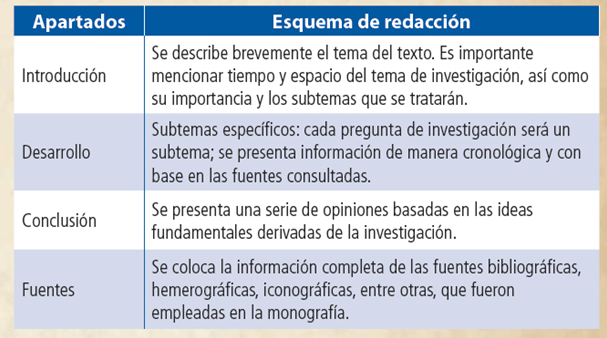 Apartados Esquema de redacción
Introducción
Se describe brevemente el tema del texto. Es importante
mencionar tiempo y espacio del tema de investigación, así como
su importancia y los subtemas que se tratarán.
Desarrollo
Subtemas específicos: cada pregunta de investigación será un
subtema; se presenta información de manera cronológica y con
base en las fuentes consultadas.
Conclusión
Se presenta una serie de opiniones basadas en las ideas
fundamentales derivadas de la investigación.
Fuentes
Se coloca la información completa de las fuentes bibliográficas,
hemerográficas, iconográficas, entre otras, que fueron
empleadas en la monografía.